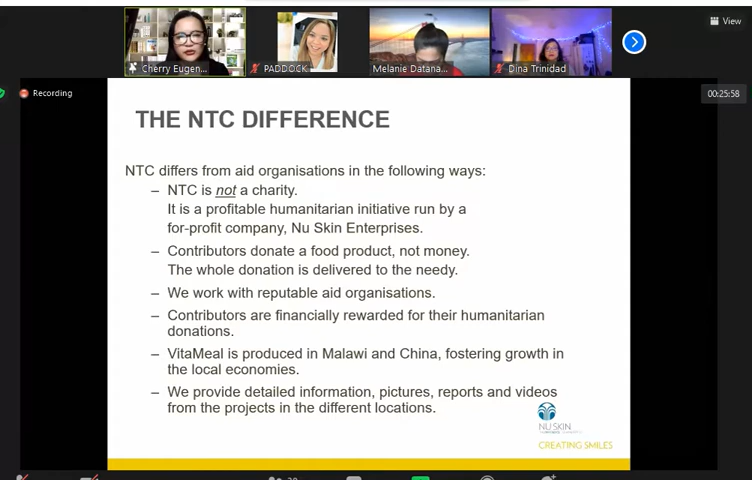 View
Cherry Eugen...
PADDOCK
Melanie Datana...
Dina Trinidad
Recording
00:25:58
THE NTC DIFFERENCE
NTC differs from aid organisations in the following ways:
– NTC is not a charity.
It is a profitable humanitarian initiative run by a
for-profit company, Nu Skin Enterprises.
– Contributors donate a food product, not money.
The whole donation is delivered to the needy.
– We work with reputable aid organisations.
– Contributors are financially rewarded for their humanitarian
donations.
– VitaMeal is produced in Malawi and China, fostering growth in
the local economies.
– We provide detailed information, pictures, reports and videos
from the projects in the different locations.
NU SKIN
CREATING SMILES